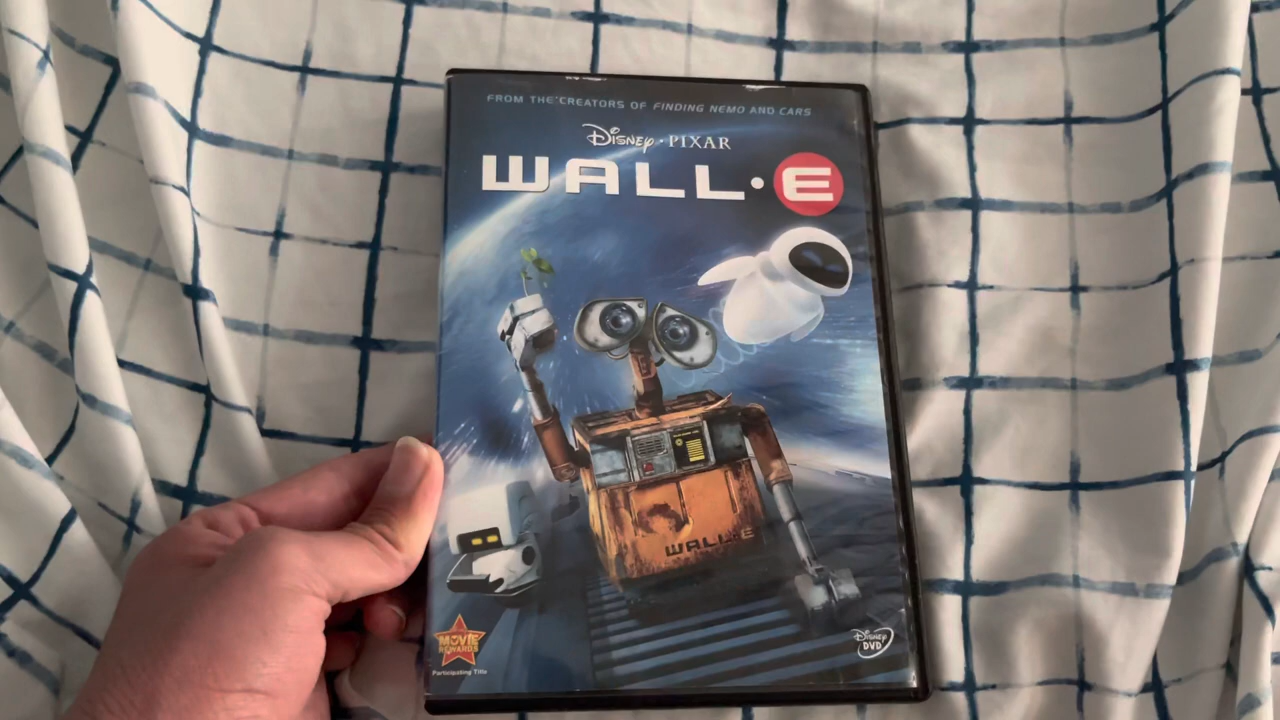 FROM THE CREATORS OF FINDING NEMO AND CARS
DISNEY · PIXAR
WALL·E
WALL·E
MOVIE
REWARDS
Participating Title
DISNEY
DVD